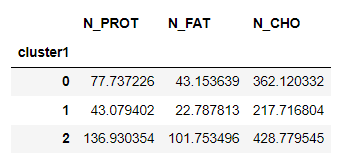 N_PROT N_FAT N_CHO
cluster1
0 77.737226 43.153639 362.120332
1 43.079402 22.787813 217.716804
2 136.930354 101.753496 428.779545